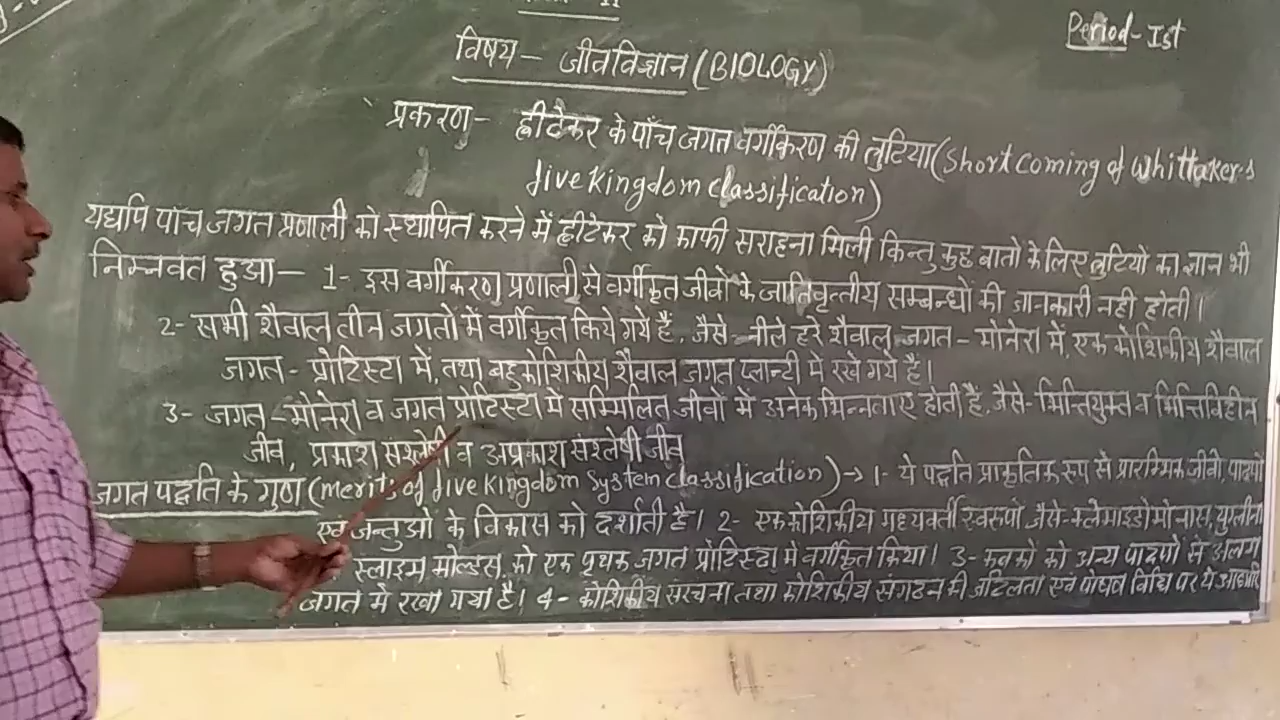 11
Period- Ist
विषय- जीवविज्ञान (BIOLOGY)
प्रकरण- ह्वीटेकर के पाँच जगत वर्गीकरण की त्रुटिया (Short coming of Whittaker's
five Kingdom classification)
यद्यपि पाँच जगत प्रणाली को स्थापित करने में ह्वीटेकर को काफी सराहना मिली किन्तु कुछ बातो के लिए त्रुटियों का ज्ञान भी
निम्नवत हुआ- 1- इस वर्गीकरण प्रणाली से वर्गीकृत जीवों के जातिवृत्तीय सम्बन्धों की जानकारी नही होती।
2- सभी शैवाल तीन जगतों में वर्गीकृत किये गये है. जैसे- नीले हरे शैवाल जगत- मोनेरा में, एक कोशिकीय शैवाल
जगत- प्रोटिस्टा में, तथा बहुकोशिकीय शैवाल जगत प्लान्टी में रखे गये है।
3- जगत-मोनेरा व जगत प्रोटिस्टा में सम्मिलित जीवों में अनेक भिन्नताए होती है. जैसे- भित्तियुक्त व भित्तिविहीन
जीव, प्रकाश संश्लेषी व अप्रकाश संश्लेषी जीव
जगत पद्धति के गुण (merits of five Kingdom System classification) → 1- ये पद्धति प्राकृतिक रूप से प्रारम्भिक जीवो, पादपो
एवं जन्तुओ के विकास को दर्शाती है। 2- एककोशिकीय मध्यवर्ती स्वरूपों जैसे-क्लेमाइडोमोनास, युग्लीना
स्लाइम मोल्डस, को एक पृथक जगत प्रोटिस्टा में वर्गीकृत किया। 3- कवको को अन्य पादपों से अलग
जगत में रखा गया है। 4- कोशिकीय संरचना तथा कोशिकीय संगठन की जटिलता एवं पोषण विधि पर ये